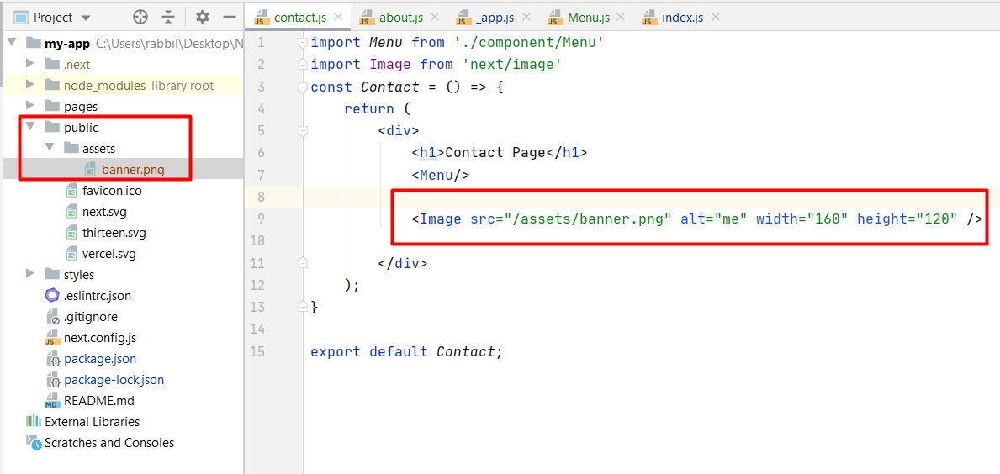 Project
my-app C:\Users\rabbil\Desktop\N
.next
node_modules library root
pages
public
assets
banner.png
favicon.ico
next.svg
thirteen.svg
vercel.svg
styles
.eslintrc.json
.gitignore
next.config.js
package.json
package-lock.json
README.md
External Libraries
Scratches and Consoles
contact.js about.js _app.js Menu.js index.js
1 import Menu from './component/Menu'
2 import Image from 'next/image'
3 const Contact = () => {
4 return (
5 <div>
6 <h1>Contact Page</h1>
7 <Menu/>
8
9 <Image src="/assets/banner.png" alt="me" width="160" height="120" />
10
11 </div>
12 );
13 }
14
15 export default Contact;